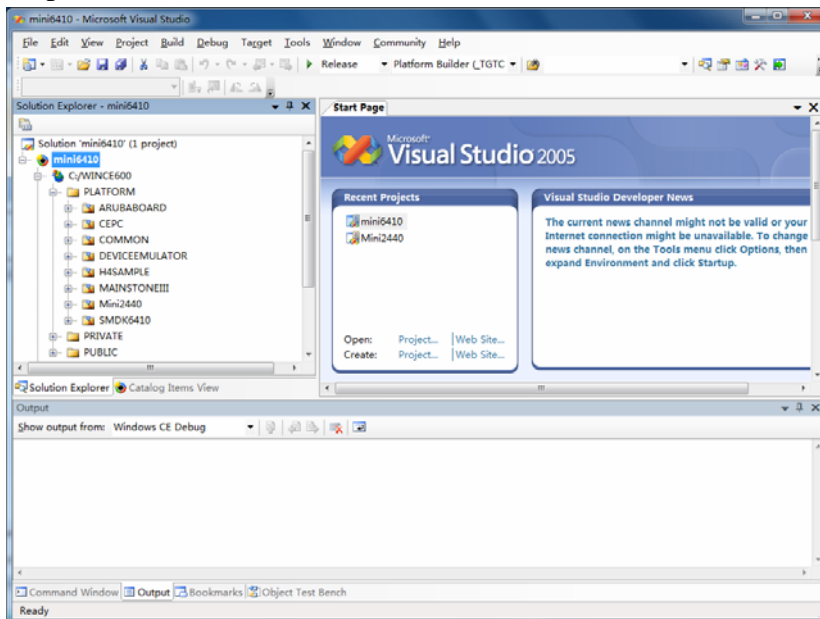 mini6410 - Microsoft Visual Studio
File Edit View Project Build Debug Target Tools Window Community Help
Release Platform Builder (_TGTC
Solution Explorer - mini6410
Solution 'mini6410' (1 project)
mini6410
C:/WINCE600
PLATFORM
ARUBABOARD
CEPC
COMMON
DEVICEEMULATOR
H4SAMPLE
MAINSTONEIII
Mini2440
SMDK6410
PRIVATE
PUBLIC
Solution Explorer Catalog Items View
Start Page
Microsoft
Visual Studio 2005
Recent Projects
mini6410
Mini2440
Open: Project... Web Site...
Create: Project... Web Site...
Visual Studio Developer News
The current news channel might not be valid or your
Internet connection might be unavailable. To change
news channel, on the Tools menu click Options, then
expand Environment and click Startup.
Output
Show output from: Windows CE Debug
Command Window Output Bookmarks Object Test Bench
Ready